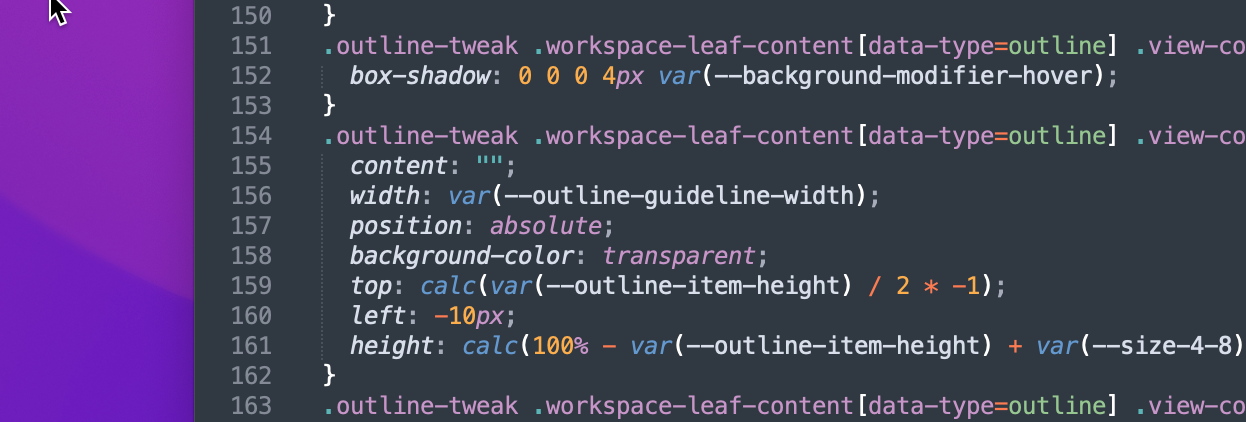 150 }
151 .outline-tweak .workspace-leaf-content[data-type=outline] .view-co
152 box-shadow: 0 0 0 4px var(--background-modifier-hover);
153 }
154 .outline-tweak .workspace-leaf-content[data-type=outline] .view-co
155 content: "";
156 width: var(--outline-guideline-width);
157 position: absolute;
158 background-color: transparent;
159 top: calc(var(--outline-item-height) / 2 * -1);
160 left: -10px;
161 height: calc(100% - var(--outline-item-height) + var(--size-4-8)
162 }
163 .outline-tweak .workspace-leaf-content[data-type=outline] .view-co